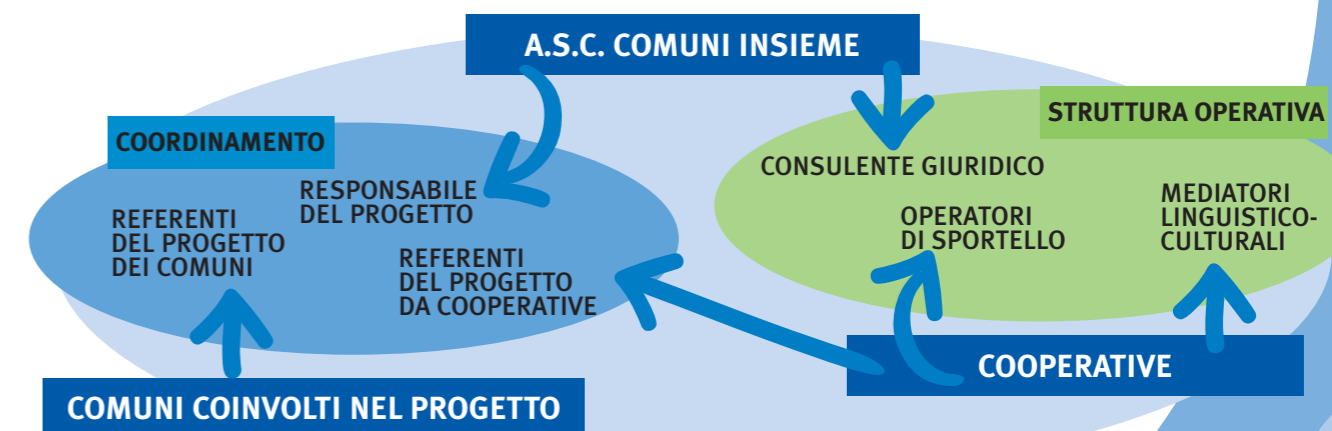 A.S.C. COMUNI INSIEME
COORDINAMENTO
RESPONSABILE
DEL PROGETTO
REFERENTI
DEL PROGETTO
DEI COMUNI
REFERENTI
DEL PROGETTO
DA COOPERATIVE
STRUTTURA OPERATIVA
CONSULENTE GIURIDICO
OPERATORI
DI SPORTELLO
MEDIATORI
LINGUISTICO-
CULTURALI
COOPERATIVE
COMUNI COINVOLTI NEL PROGETTO